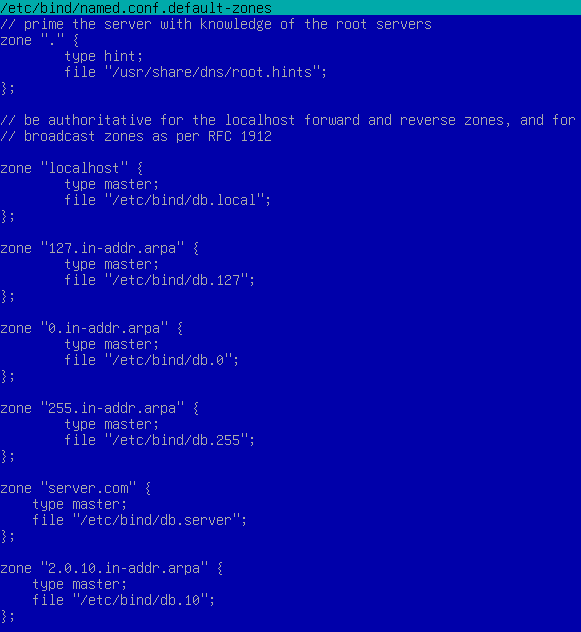 /etc/bind/named.conf.default-zones
// prime the server with knowledge of the root servers
zone "." {
        type hint;
        file "/usr/share/dns/root.hints";
};

// be authoritative for the localhost forward and reverse zones, and for
// broadcast zones as per RFC 1912

zone "localhost" {
        type master;
        file "/etc/bind/db.local";
};

zone "127.in-addr.arpa" {
        type master;
        file "/etc/bind/db.127";
};

zone "0.in-addr.arpa" {
        type master;
        file "/etc/bind/db.0";
};

zone "255.in-addr.arpa" {
        type master;
        file "/etc/bind/db.255";
};

zone "server.com" {
    type master;
    file "/etc/bind/db.server";
};

zone "2.0.10.in-addr.arpa" {
    type master;
    file "/etc/bind/db.10";
};